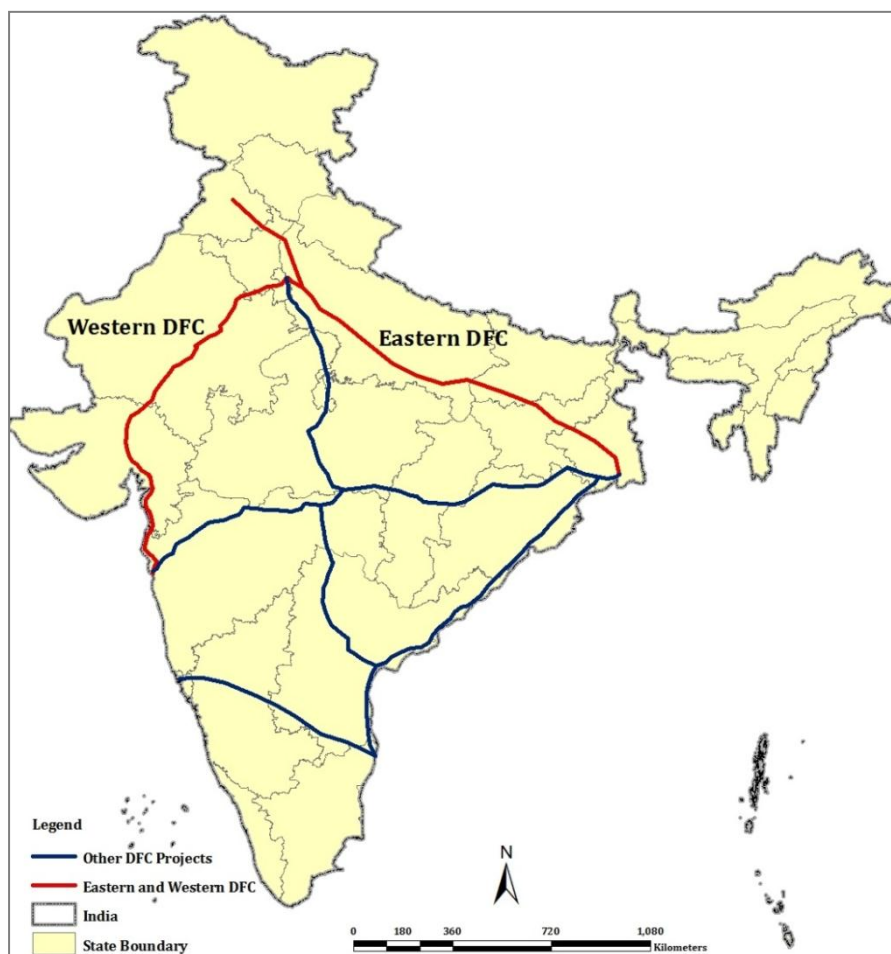 Western DFC
Eastern DFC
Legend
Other DFC Projects
Eastern and Western DFC
India
State Boundary
N
0 180 360 720 1,080
Kilometers